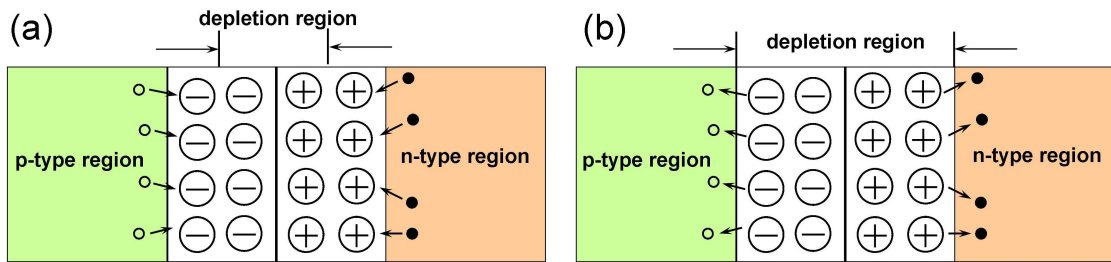 (a)
depletion region
p-type region
n-type region
(b)
depletion region
p-type region
n-type region